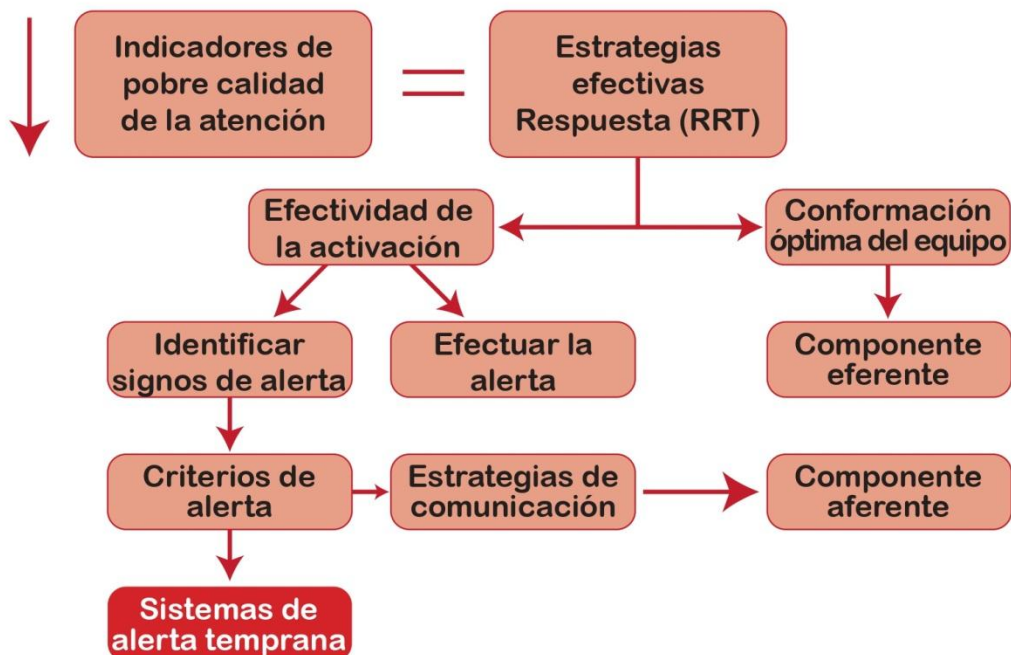 Indicadores de
pobre calidad
de la atención
Estrategias
efectivas
Respuesta (RRT)
Efectividad de
la activación
Conformación
óptima del equipo
Identificar
signos de alerta
Efectuar la
alerta
Componente
eferente
Criterios de
alerta
Estrategias de
comunicación
Componente
aferente
Sistemas de
alerta temprana